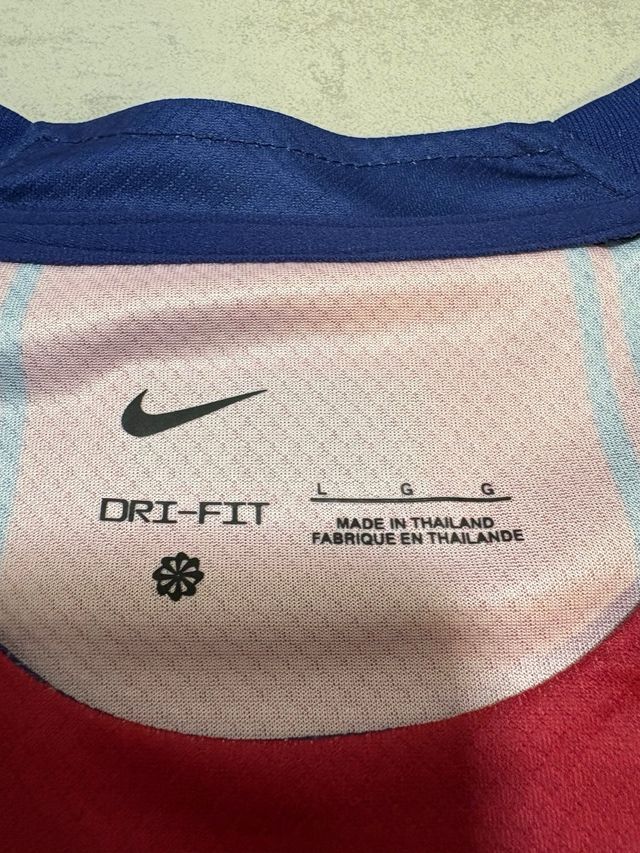 DRI-FIT
L G G
MADE IN THAILAND
FABRIQUE EN THAILANDE